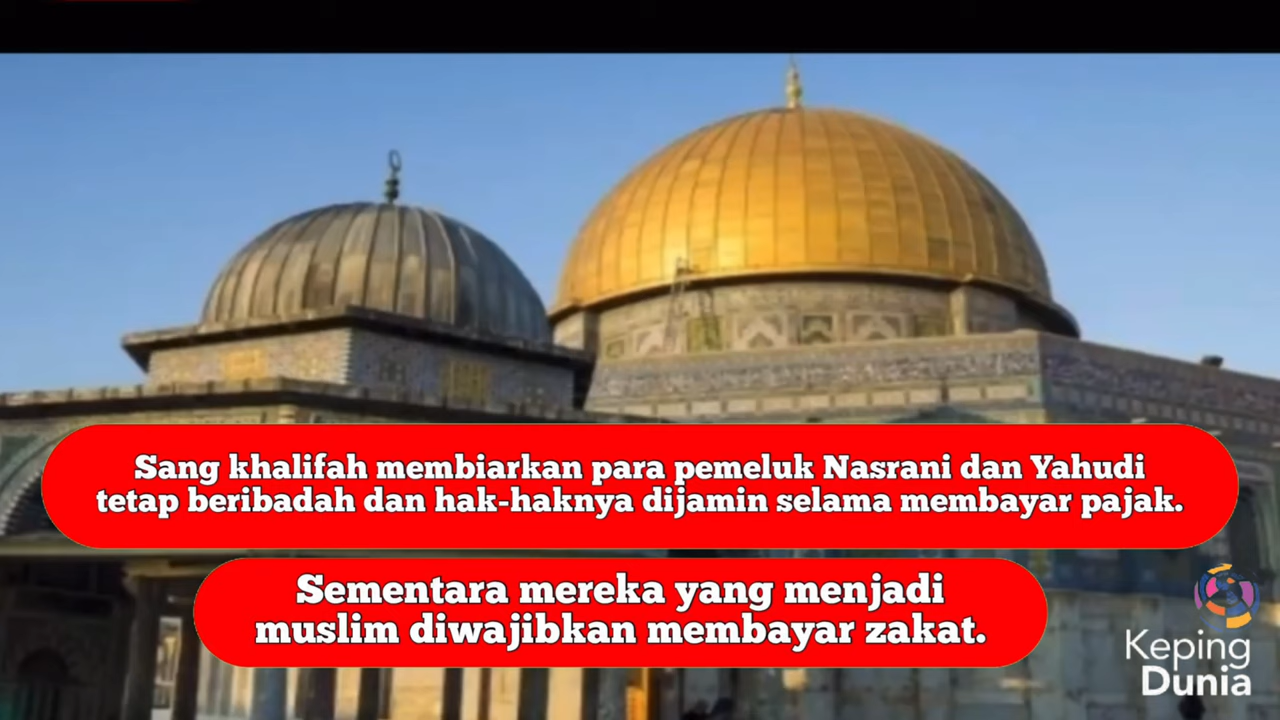 Sang khalifah membiarkan para pemeluk Nasrani dan Yahudi
tetap beribadah dan hak-haknya dijamin selama membayar pajak.
Sementara mereka yang menjadi
muslim diwajibkan membayar zakat.
Keping
Dunia